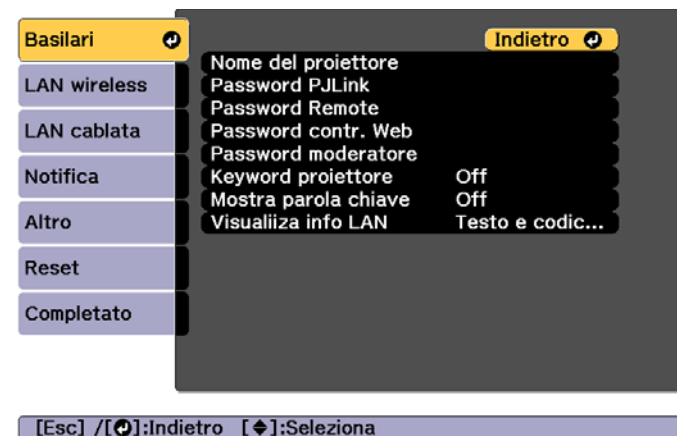 Basilari
Indietro
Nome del proiettore
LAN wireless
Password PJLink
Password Remote
LAN cablata
Password contr. Web
Password moderatore
Notifica
Keyword proiettore Off
Mostra parola chiave Off
Altro
Visualiiza info LAN Testo e codic...
Reset
Completato
[Esc] /[]:Indietro []:Seleziona